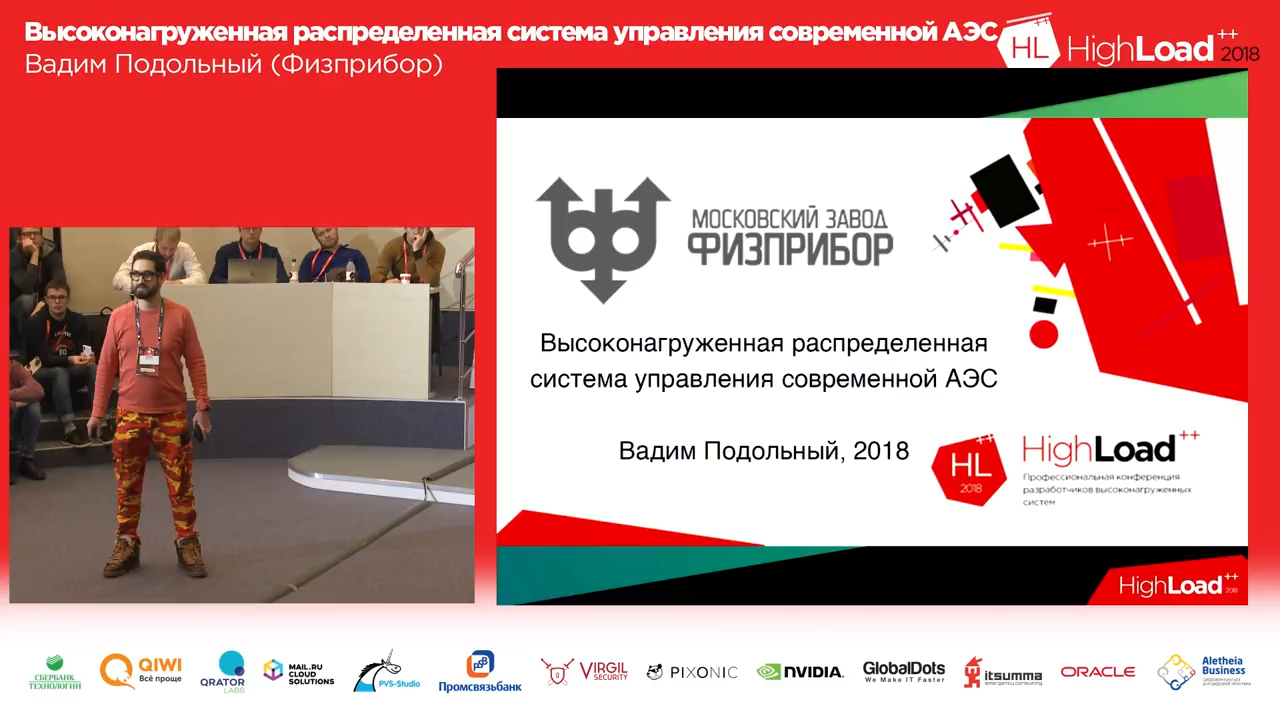 Высоконагруженная распределенная система управления современной АЭС
Вадим Подольный (Физприбор)
HL
HighLoad++
2018
МОСКОВСКИЙ ЗАВОД
ФИЗПРИБОР
Высоконагруженная распределенная
система управления современной АЭС
Вадим Подольный, 2018
HL++
2018
HighLoad++
Профессиональная конференция
разработчиков высоконагруженных
систем
HighLoad++
2018
СБЕРБАНК
ТЕХНОЛОГИИ
QIWI
Всё проще
QRATOR
LABS
MAIL.RU
CLOUD
SOLUTIONS
PVS-Studio
PSB
Промсвязьбанк
VIRGIL
SECURITY
PIXONIC
NVIDIA.
GlobalDots
We Make IT Faster
itsumma
emergency consulting
ORACLE
Aletheia
Business